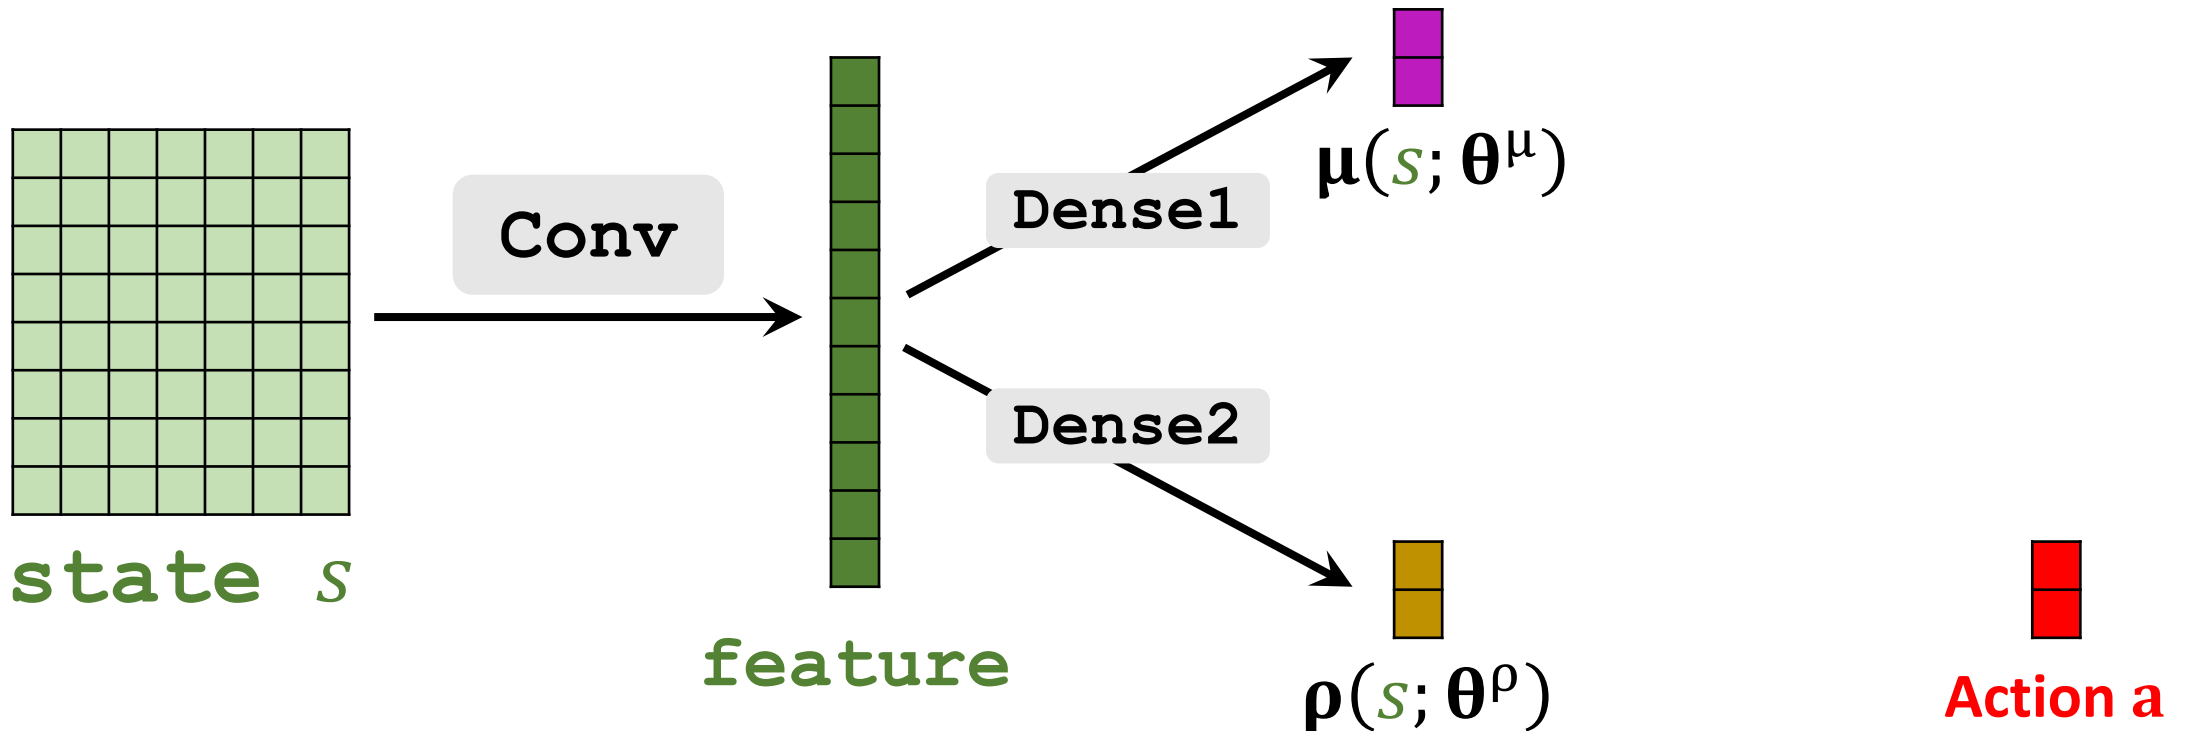 Conv
Dense1
Dense2
state s
feature
μ(s; θ^μ)
ρ(s; θ^ρ)
Action a